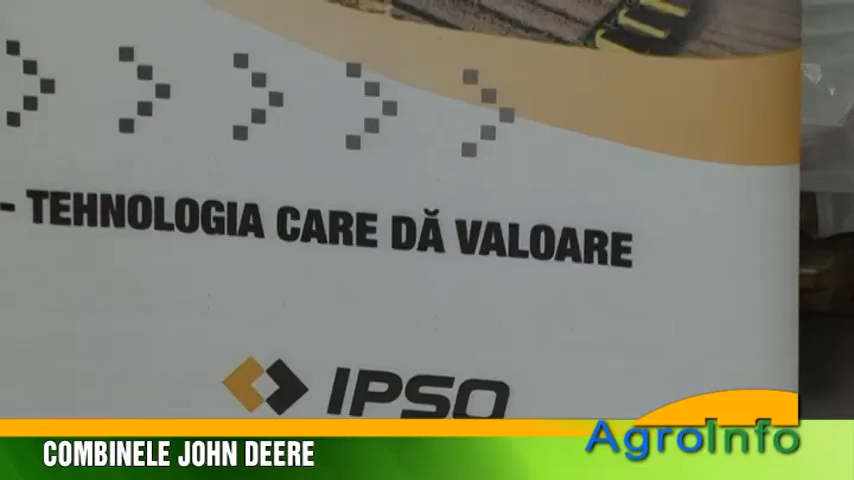 - TEHNOLOGIA CARE DĂ VALOARE
IPSO
AgroInfo
COMBINELE JOHN DEERE